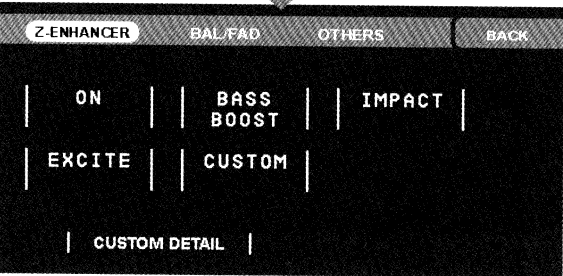 Z-ENHANCER BAL/FAD OTHERS BACK
ON BASS BOOST IMPACT
EXCITE CUSTOM
CUSTOM DETAIL